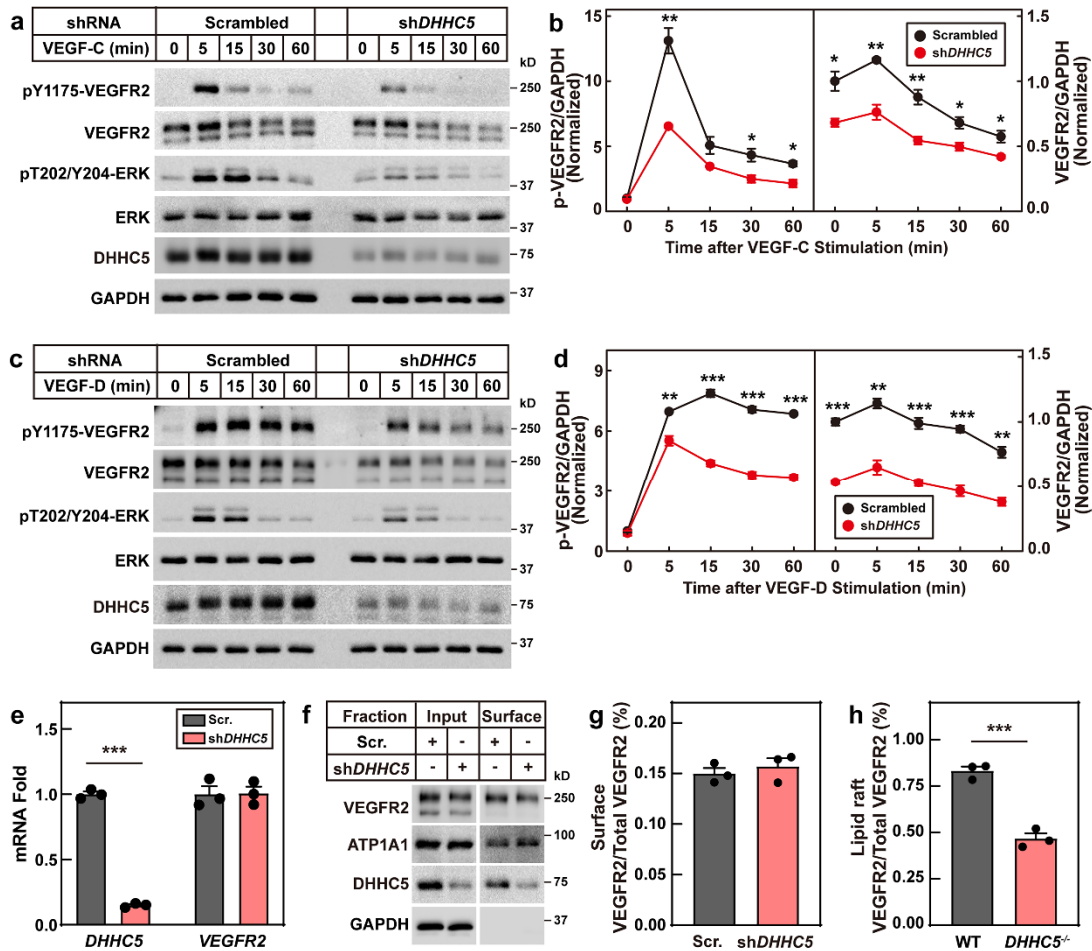 a
shRNA Scrambled shDHHC5
VEGF-C (min) 0 5 15 30 60 0 5 15 30 60
kD
pY1175-VEGFR2 250
VEGFR2 250
pT202/Y204-ERK 37
ERK 37
DHHC5 75
GAPDH 37
b
p-VEGFR2/GAPDH
(Normalized)
15
10
5
0
** * *
* ** ** * *
Scrambled
shDHHC5
1.5
1.0
0.5
0.0
VEGFR2/GAPDH
(Normalized)
0 5 15 30 60 0 5 15 30 60
Time after VEGF-C Stimulation (min)
c
shRNA Scrambled shDHHC5
VEGF-D (min) 0 5 15 30 60 0 5 15 30 60
kD
pY1175-VEGFR2 250
VEGFR2 250
pT202/Y204-ERK 37
ERK 37
DHHC5 75
GAPDH 37
d
p-VEGFR2/GAPDH
(Normalized)
9
6
3
0
** *** *** ***
*** ** *** *** **
Scrambled
shDHHC5
1.5
1.0
0.5
0.0
VEGFR2/GAPDH
(Normalized)
0 5 15 30 60 0 5 15 30 60
Time after VEGF-D Stimulation (min)
e
mRNA Fold
1.5
1.0
0.5
0.0
Scr.
shDHHC5
***
DHHC5 VEGFR2
f
Fraction Input Surface
Scr. + - + -
shDHHC5 - + - +
kD
VEGFR2 250
ATP1A1 100
DHHC5 75
GAPDH 37
g
Surface
VEGFR2/Total VEGFR2 (%)
0.20
0.15
0.10
0.05
0.00
Scr. shDHHC5
h
Lipid raft
VEGFR2/Total VEGFR2 (%)
1.00
0.75
0.50
0.25
0.00
***
WT DHHC5-/-